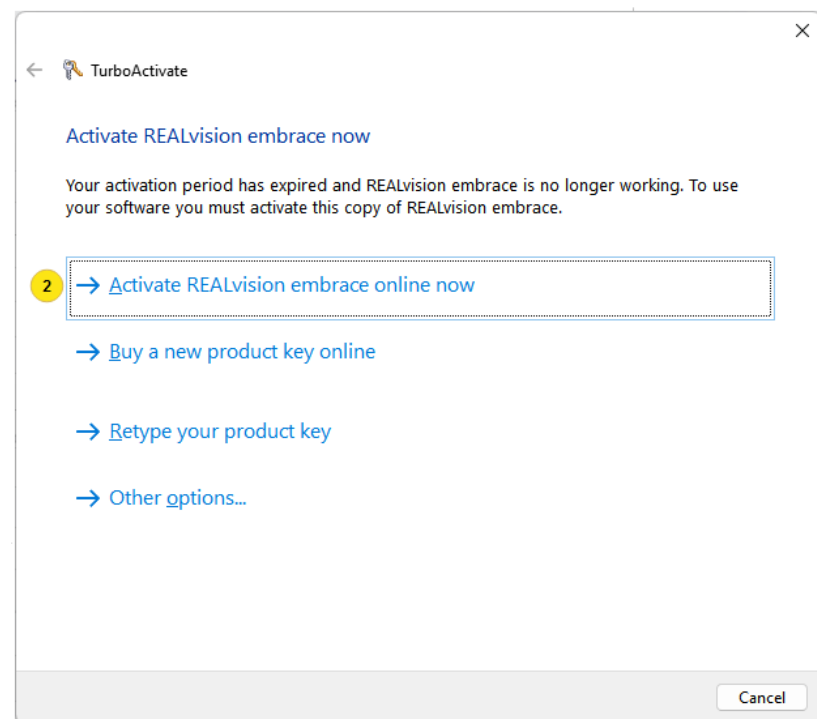 TurboActivate
Activate REALvision embrace now
Your activation period has expired and REALvision embrace is no longer working. To use
your software you must activate this copy of REALvision embrace.
2 Activate REALvision embrace online now
Buy a new product key online
Retype your product key
Other options...
Cancel